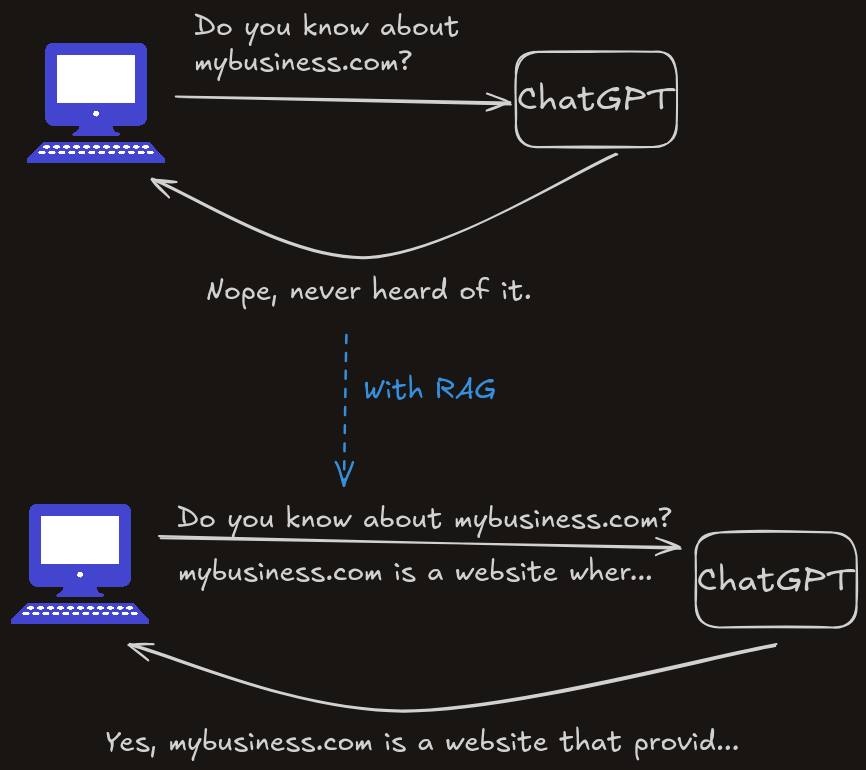 Do you know about
mybusiness.com?
ChatGPT
Nope, never heard of it.
With RAG
Do you know about mybusiness.com?
mybusiness.com is a website wher...
ChatGPT
Yes, mybusiness.com is a website that provid...